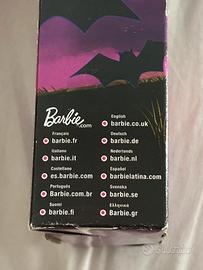 Barbie
.com
English
barbie.co.uk
Français
barbie.fr
Deutsch
barbie.de
Italiano
barbie.it
Nederlands
barbie.nl
Castellano
es.barbie.com
Español
barbielatina.com
Português
Barbie.com.br
Svenska
barbie.se
Suomi
barbie.fi
Ελληνικά
Barbie.gr
subito